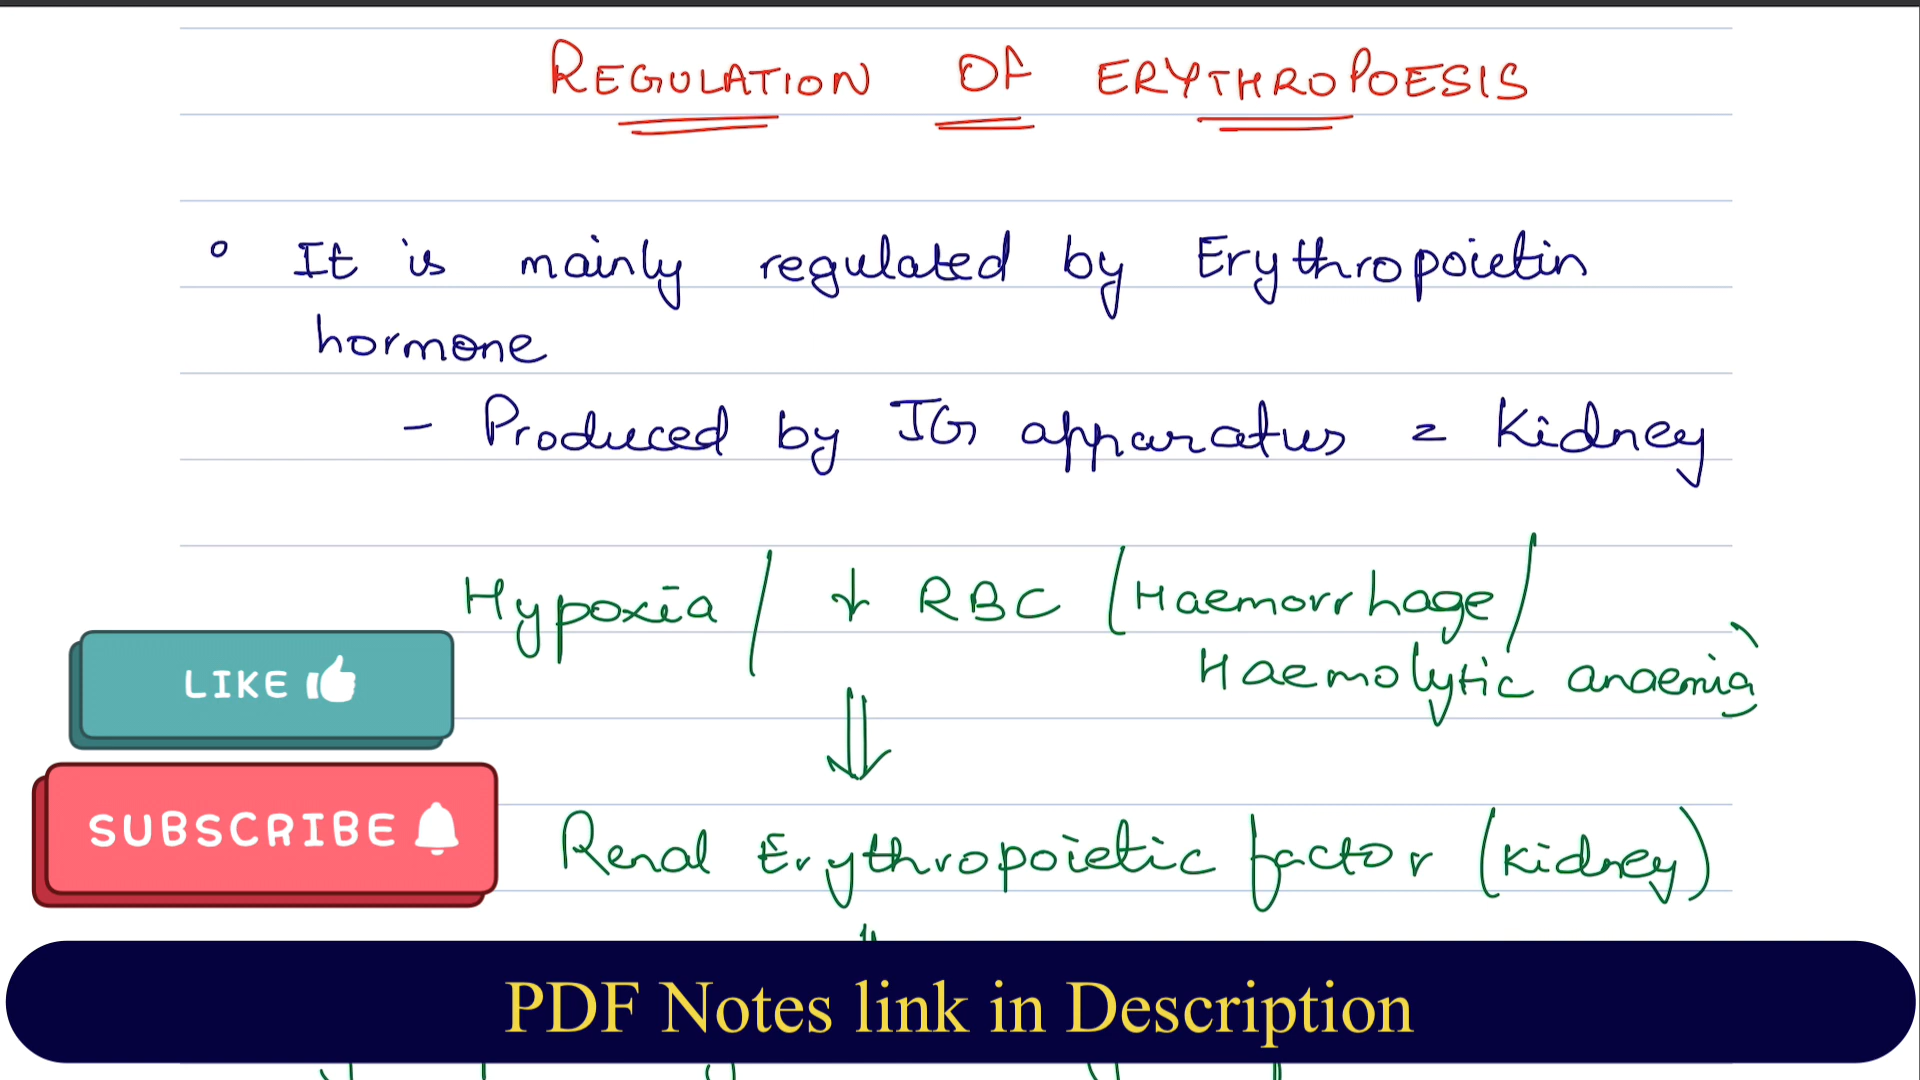 REGULATION OF ERYTHROPOESIS
It is mainly regulated by Erythropoietin
hormone
- Produced by JG apparatus = Kidney
Hypoxia / ↓ RBC (Haemorrhage/
Haemolytic anaemia)
LIKE
SUBSCRIBE
Renal Erythropoietic factor (Kidney)
PDF Notes link in Description